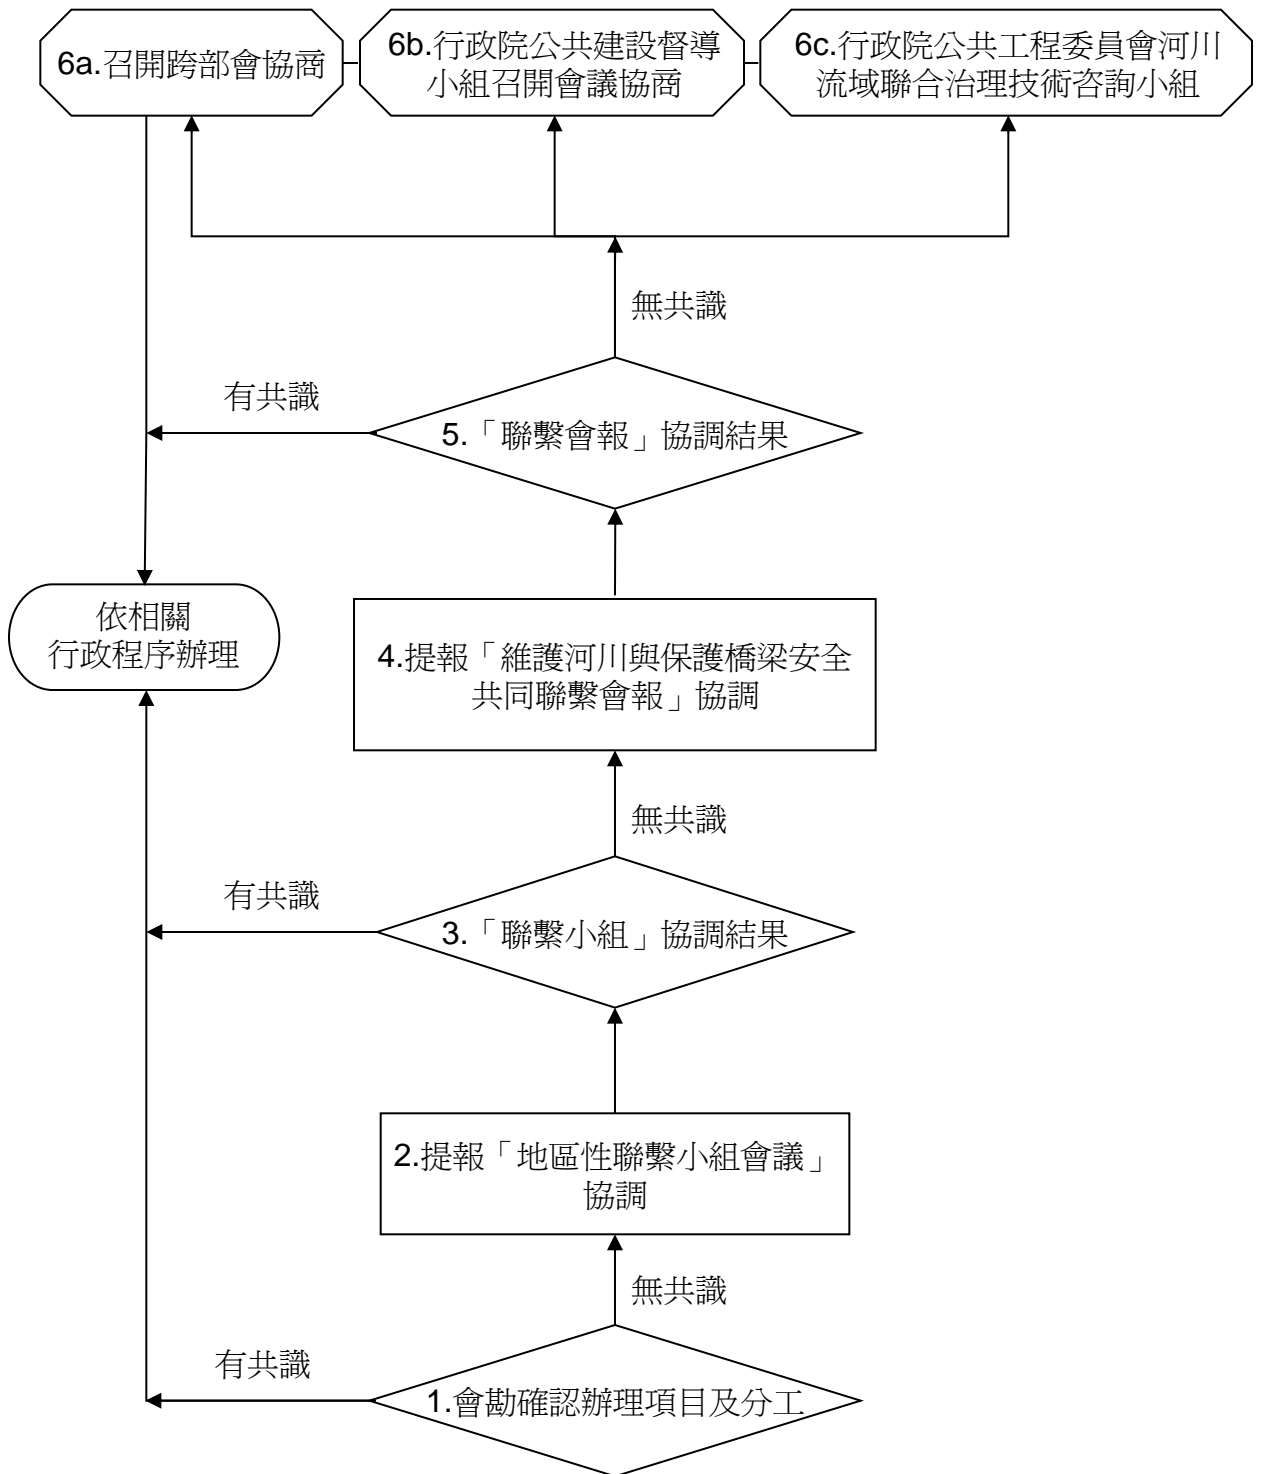 6a.召開跨部會協商
6b.行政院公共建設督導
小組召開會議協商
6c.行政院公共工程委員會河川
流域聯合治理技術咨詢小組
無共識
有共識
5.「聯繫會報」協調結果
依相關
行政程序辦理
4.提報「維護河川與保護橋梁安全
共同聯繫會報」協調
無共識
有共識
3.「聯繫小組」協調結果
2.提報「地區性聯繫小組會議」
協調
無共識
有共識
1.會勘確認辦理項目及分工